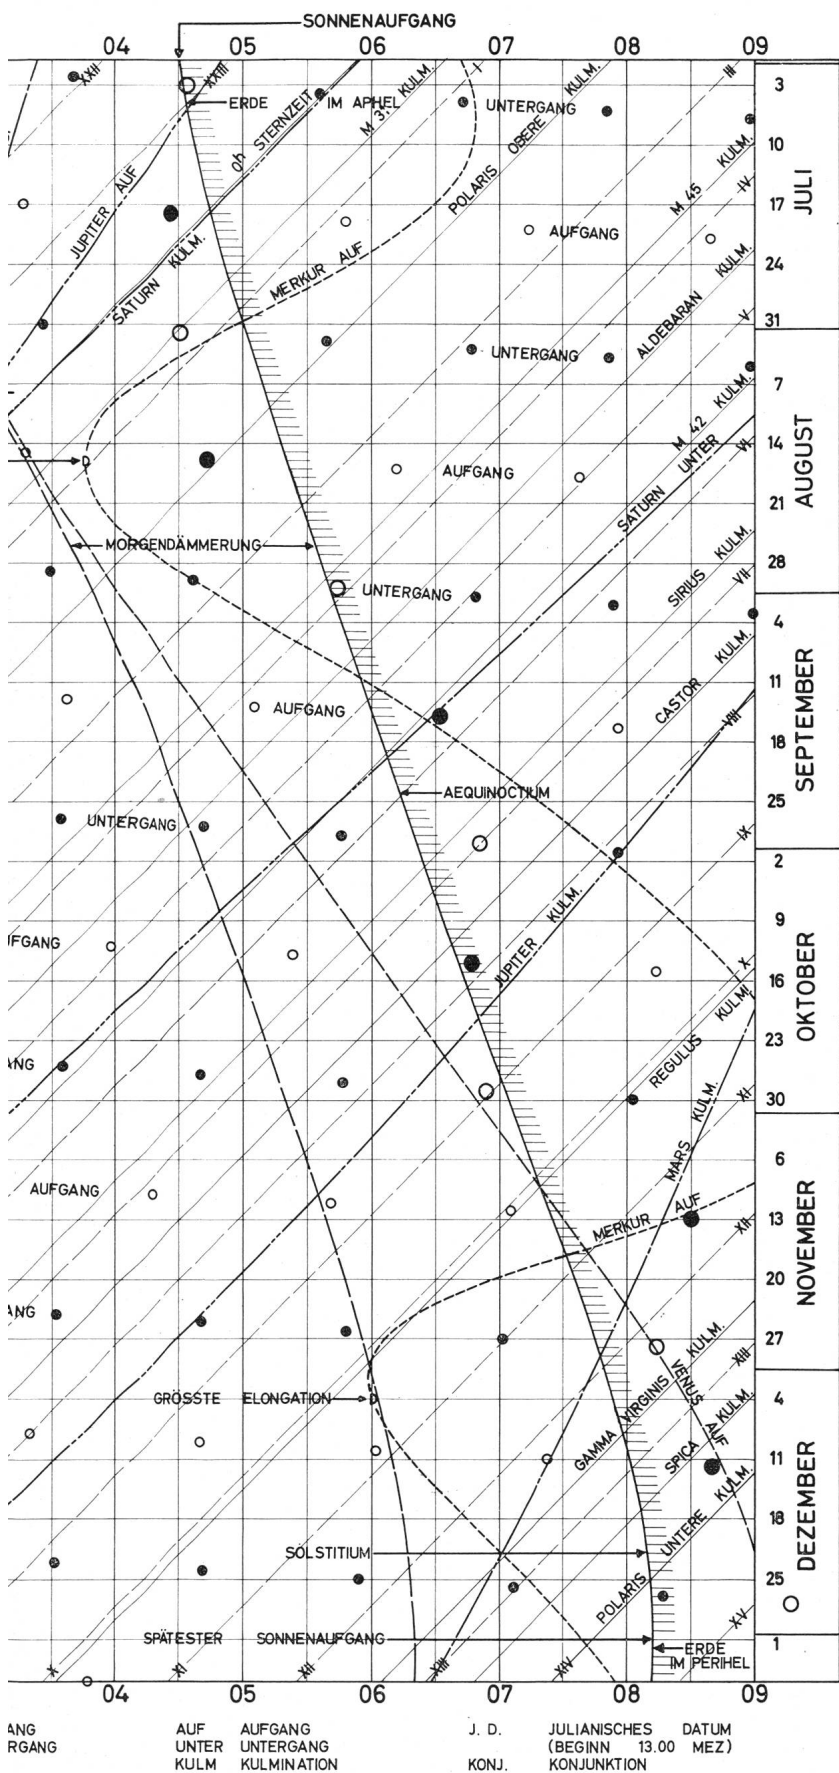 SONNENAUFGANG
04 05 06 07 08 09
XXII
XXIII
I
III
3
ERDE IM APHEL
UNTERGANG
0h STERNZEIT
M 31 KULM.
POLARIS OBERE KULM.
10
M 45 KULM.
IV
17
JULI
JUPITER AUF
AUFGANG
SATURN KULM.
MERKUR AUF
24
ALDEBARAN KULM.
V
31
UNTERGANG
7
M 42 KULM.
VI
14
AUGUST
AUFGANG
SATURN UNTER
21
MORGENDÄMMERUNG
28
SIRIUS KULM.
VII
UNTERGANG
4
CASTOR KULM.
11
SEPTEMBER
AUFGANG
VIII
18
AEQUINOCTIUM
25
UNTERGANG
IX
2
JUPITER KULM.
9
UFGANG
X
16
OKTOBER
REGULUS KULM
23
ANG
MARS KULM.
XI
30
6
AUFGANG
MERKUR AUF
13
XII
NOVEMBER
20
ANG
27
GAMMA VIRGINIS KULM.
XIII
VENUS AUF
GRÖSSTE ELONGATION
4
SPICA KULM.
11
POLARIS UNTERE KULM.
18
DEZEMBER
SOLSTITIUM
25
XV
SPÄTESTER SONNENAUFGANG
1
ERDE
IM PERIHEL
X XI XII XIII XIV
04 05 06 07 08 09
ANG AUF AUFGANG J. D. JULIANISCHES DATUM
RGANG UNTER UNTERGANG (BEGINN 13.00 MEZ)
KULM KULMINATION KONJ. KONJUNKTION